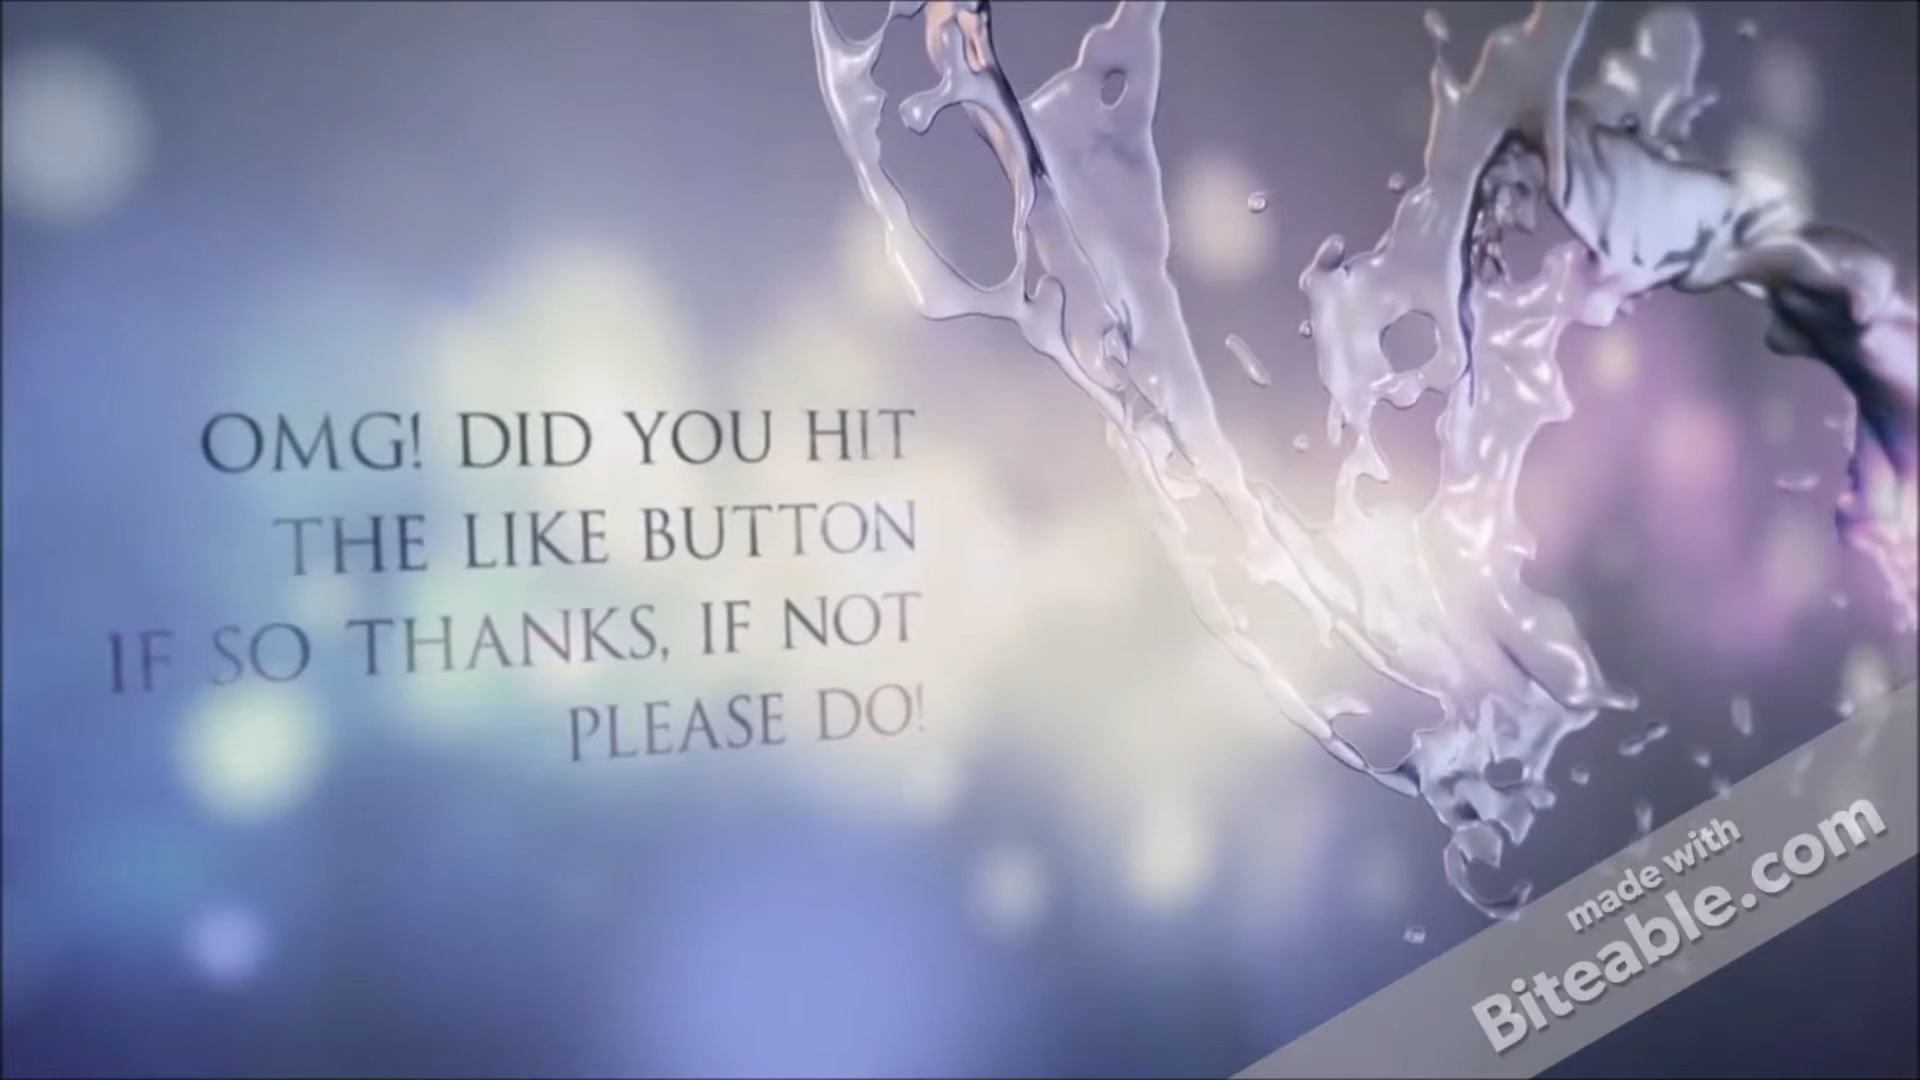 OMG! DID YOU HIT
THE LIKE BUTTON
IF SO THANKS, IF NOT
PLEASE DO!
made with
Biteable.com